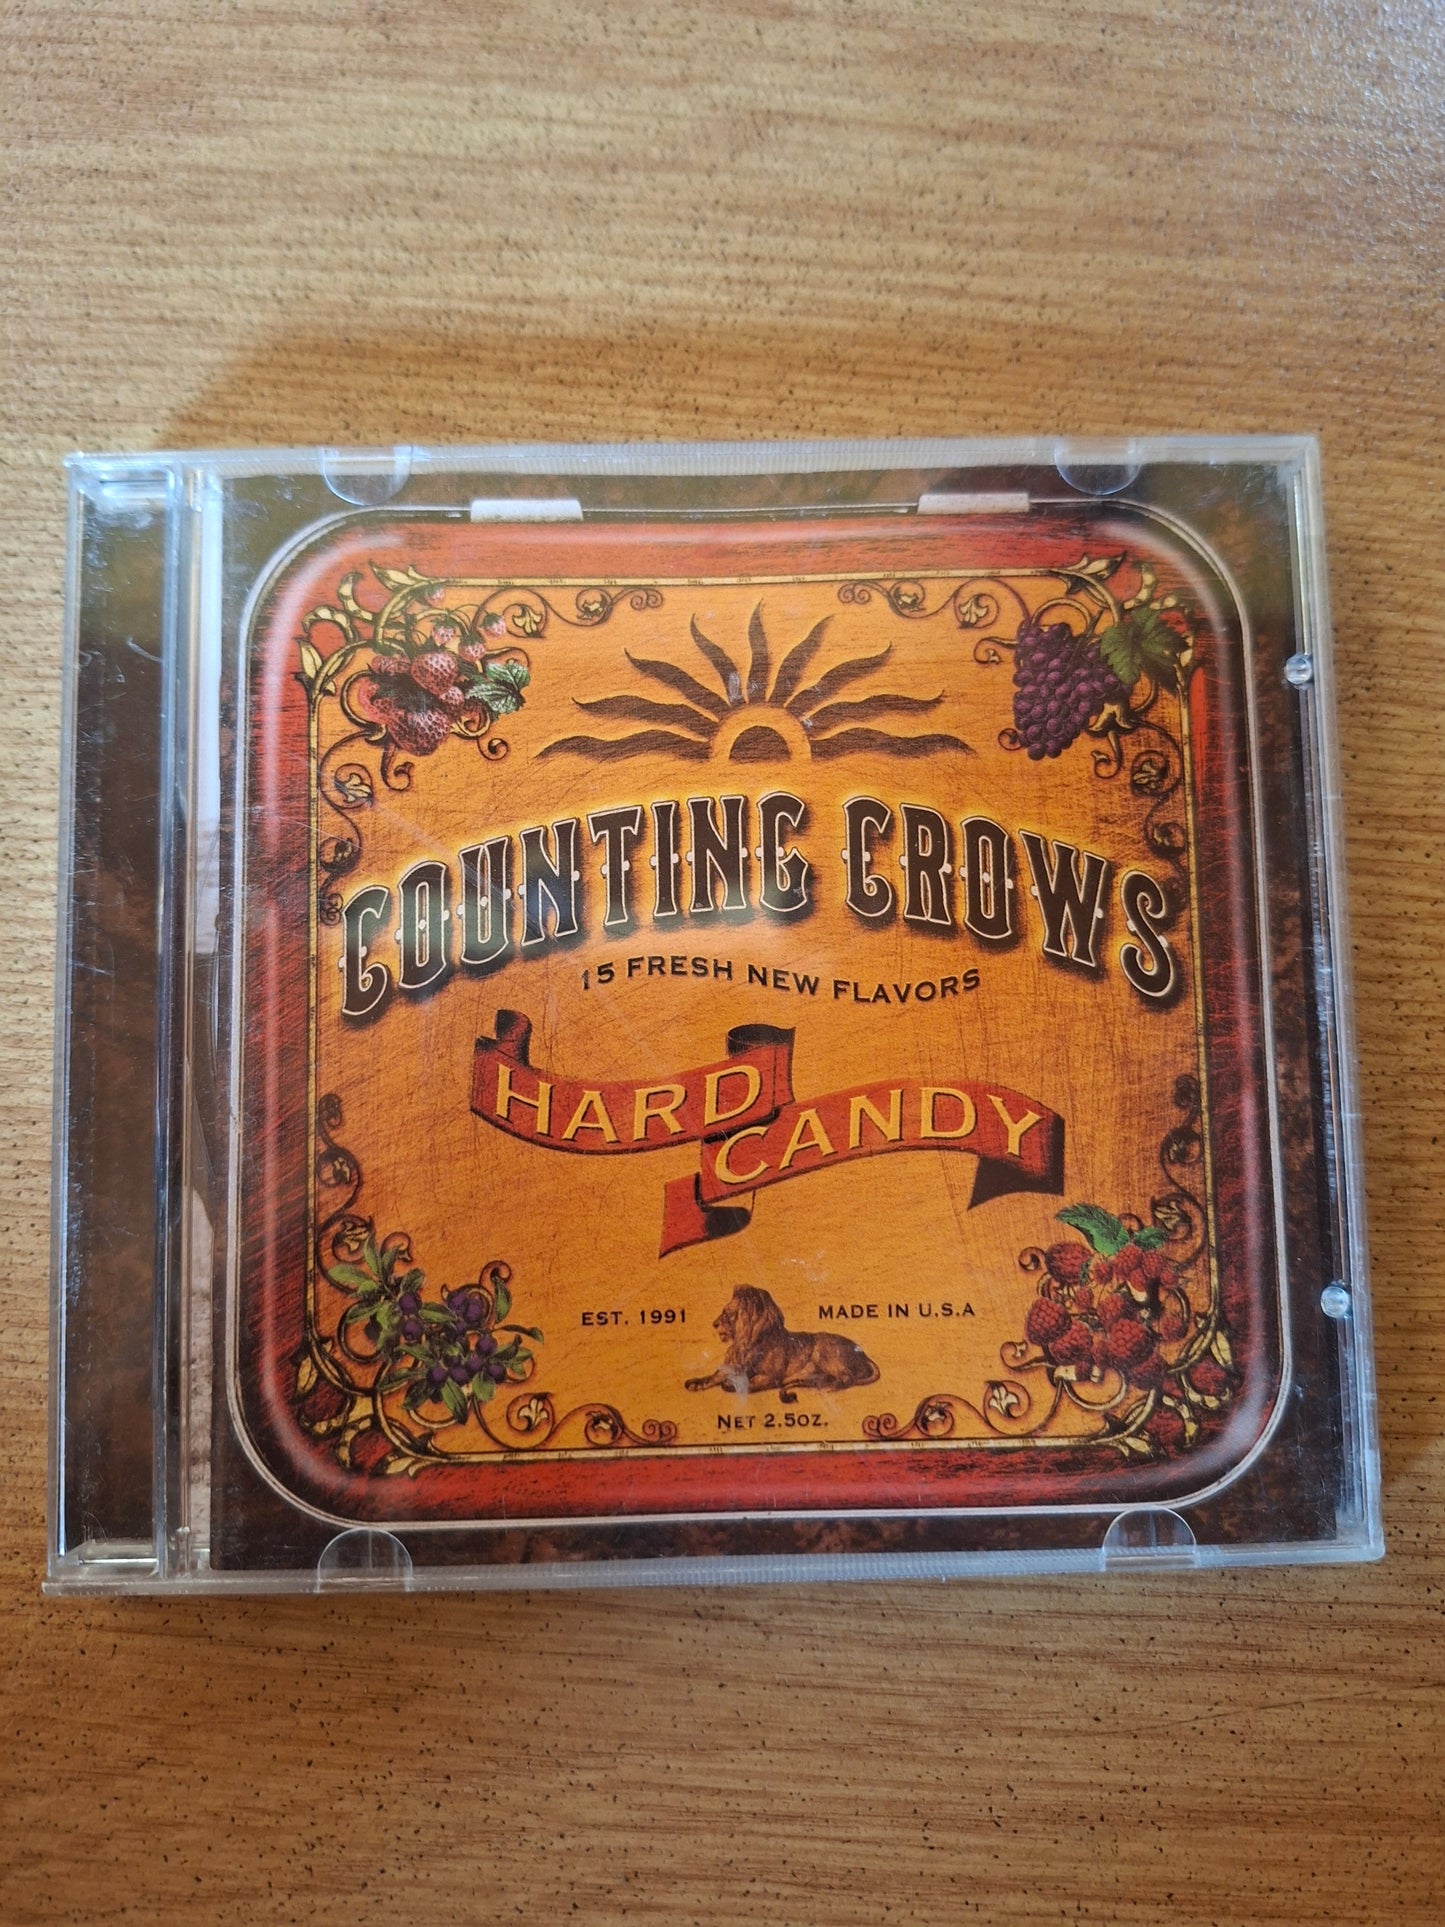 COUNTING CROWS
15 FRESH NEW FLAVORS
HARD CANDY
EST. 1991
MADE IN U.S.A
NET 2.5OZ.